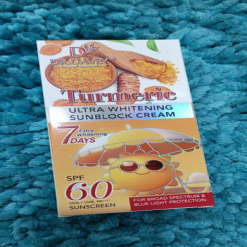 Turmeric
ULTRA WHITENING
SUNBLOCK CREAM
7 DAYS
SPF
60
SUNSCREEN
FOR BROAD SPECTRUM &
BLUE LIGHT PROTECTION